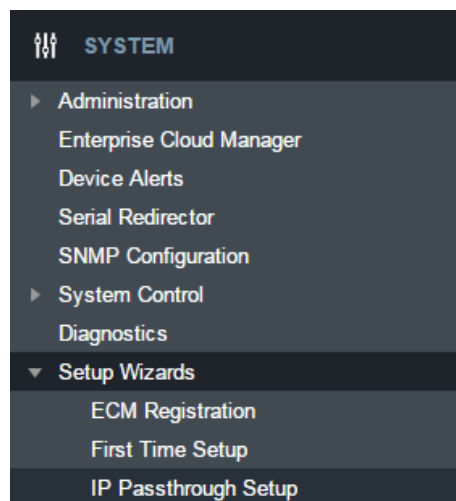 SYSTEM
Administration
Enterprise Cloud Manager
Device Alerts
Serial Redirector
SNMP Configuration
System Control
Diagnostics
Setup Wizards
ECM Registration
First Time Setup
IP Passthrough Setup